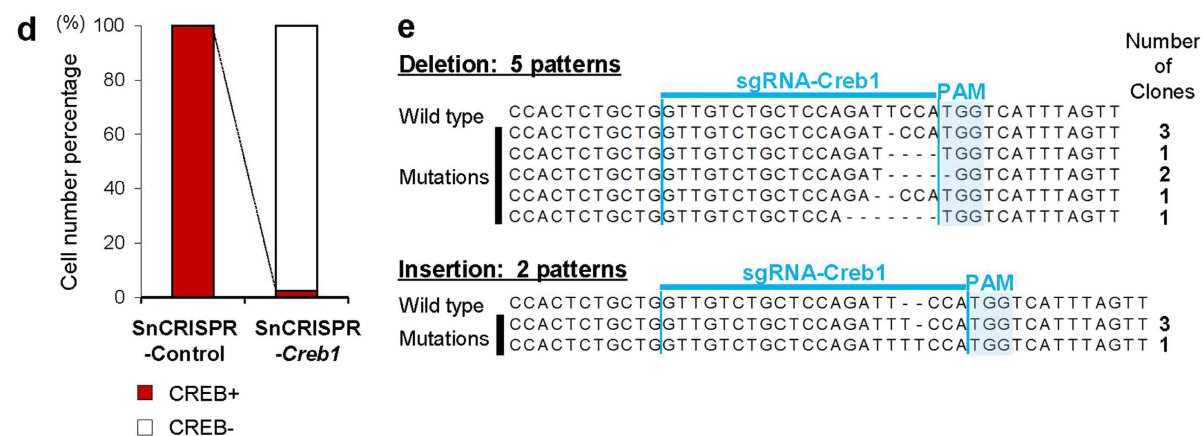 d
(%)
Cell number percentage
100
80
60
40
20
0
SnCRISPR
-Control
SnCRISPR
-Creb1
CREB+
CREB-
e
Number
of
Clones
Deletion: 5 patterns
sgRNA-Creb1 PAM
Wild type CCACTCTGCTGGTTGTCTGCTCCAGATTCCATGGTCATTTAGTT
CCACTCTGCTGGTTGTCTGCTCCAGAT-CCATGGTCATTTAGTT 3
CCACTCTGCTGGTTGTCTGCTCCAGAT----TGGTCATTTAGTT 1
Mutations CCACTCTGCTGGTTGTCTGCTCCAGAT-----GGTCATTTAGTT 2
CCACTCTGCTGGTTGTCTGCTCCAGA--CCATGGTCATTTAGTT 1
CCACTCTGCTGGTTGTCTGCTCCA-------TGGTCATTTAGTT 1
Insertion: 2 patterns
sgRNA-Creb1 PAM
Wild type CCACTCTGCTGGTTGTCTGCTCCAGATT--CCATGGTCATTTAGTT
Mutations CCACTCTGCTGGTTGTCTGCTCCAGATTT-CCATGGTCATTTAGTT 3
CCACTCTGCTGGTTGTCTGCTCCAGATTTTCCATGGTCATTTAGTT 1